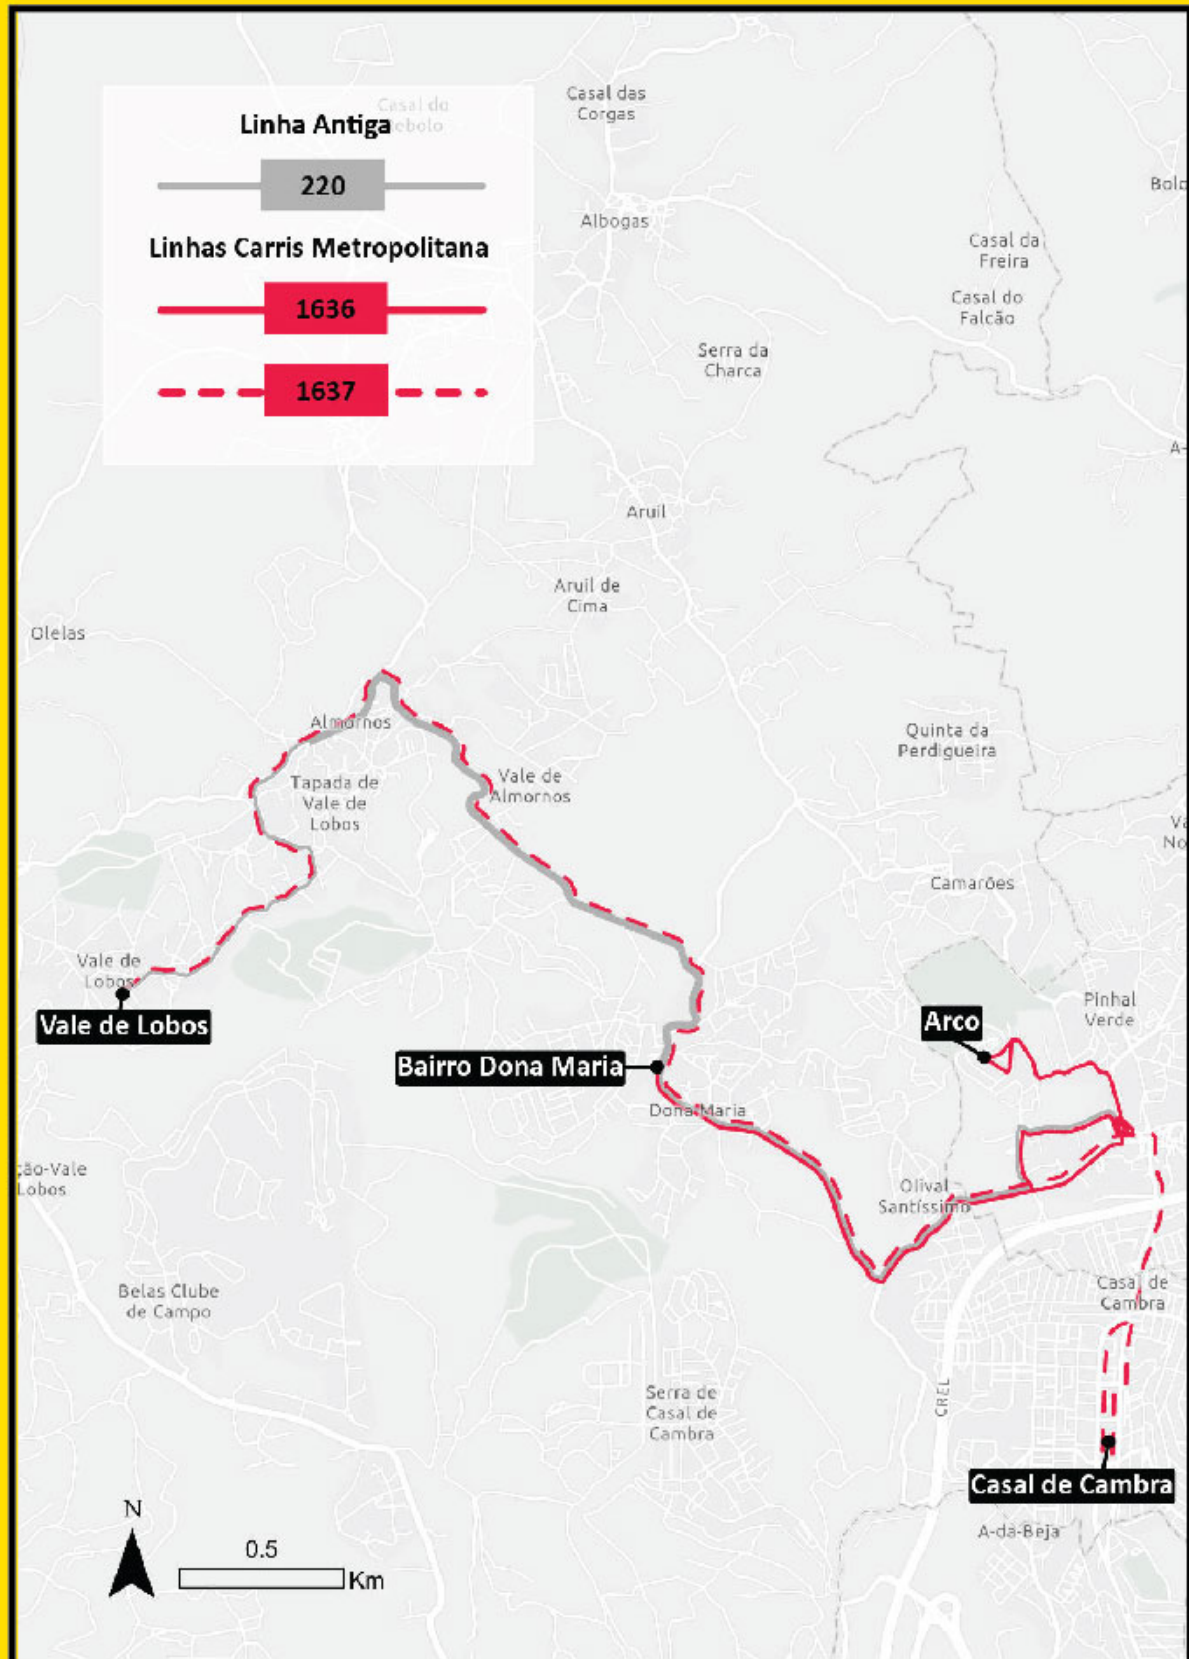 Casal do
Linha Antiga
220
Linhas Carris Metropolitana
1636
1637
Casal das
Corgas
Albogas
Casal da
Freira
Casal do
Falcão
Serra da
Charca
Aruil
Aruil de
Cima
Olelas
Almornos
Tapada de
Vale de
Lobos
Vale de
Almornos
Quinta da
Perdigueira
Camarões
Vale de
Lobos
Vale de Lobos
Bairro Dona Maria
Dona Maria
Arco
Pinhal
Verde
Olival
Santíssimo
Lobos
Belas Clube
de Campo
Casal de
Cambra
CREL
Serra de
Casal de
Cambra
Casal de Cambra
A-da-Beja
N
0.5
Km